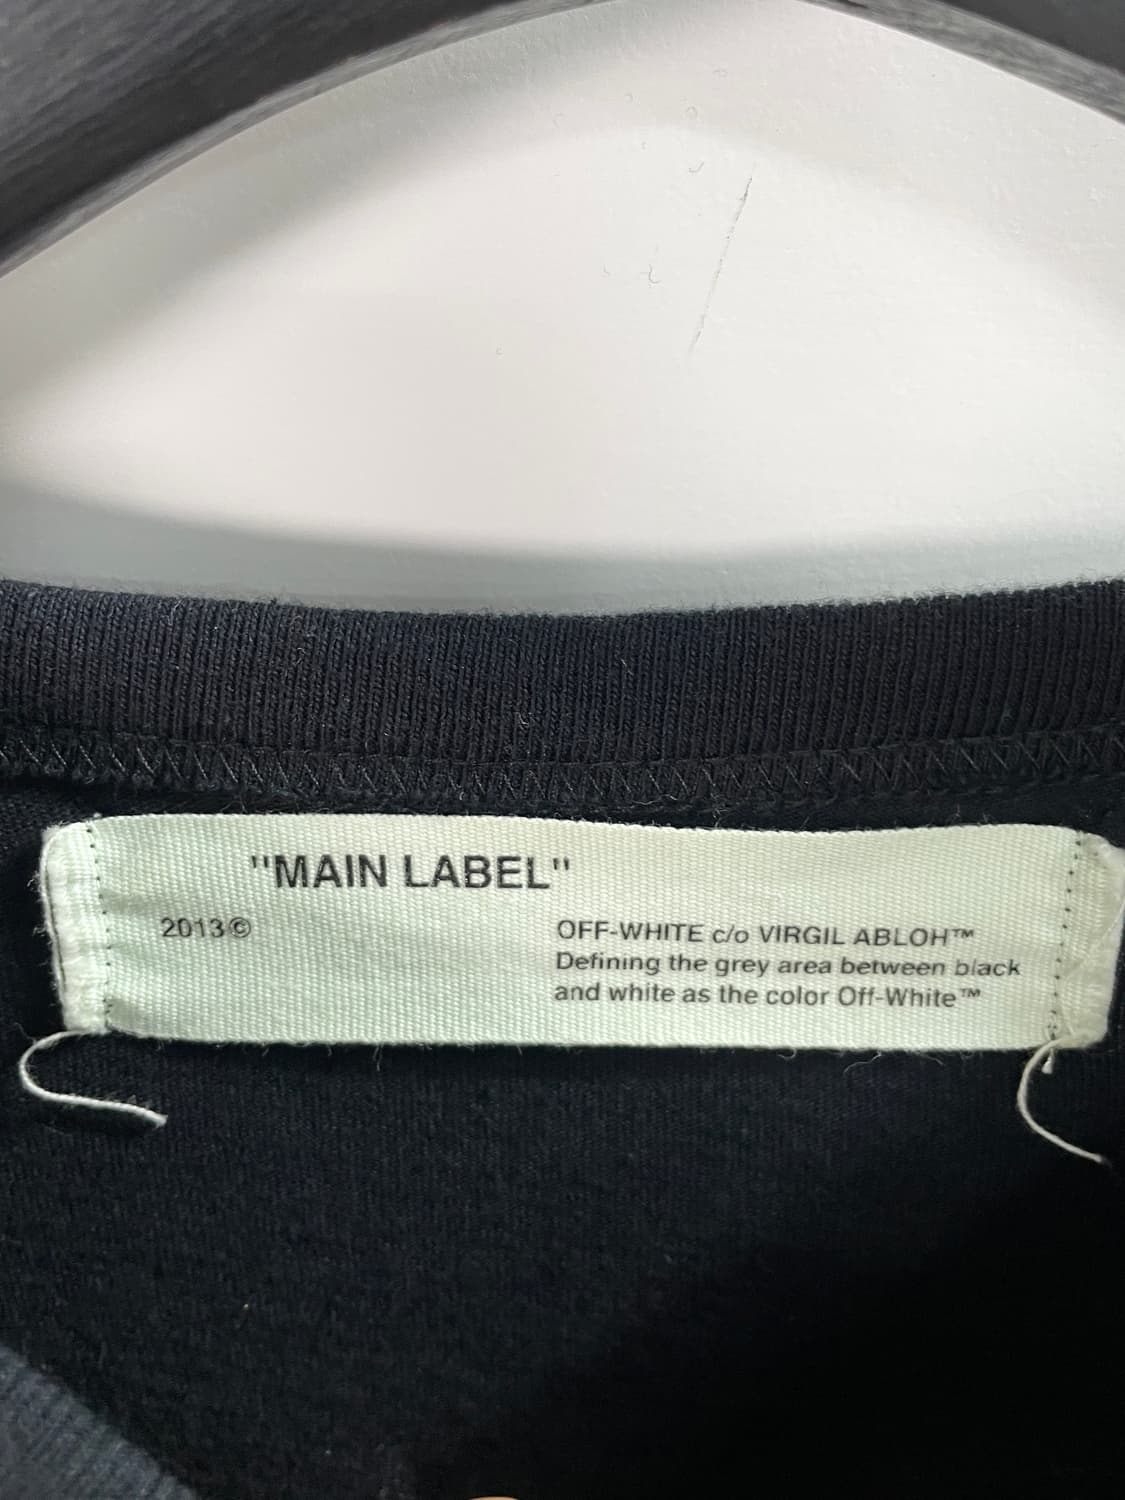 "MAIN LABEL"
2013©
OFF-WHITE c/o VIRGIL ABLOH™
Defining the grey area between black
and white as the color Off-White™